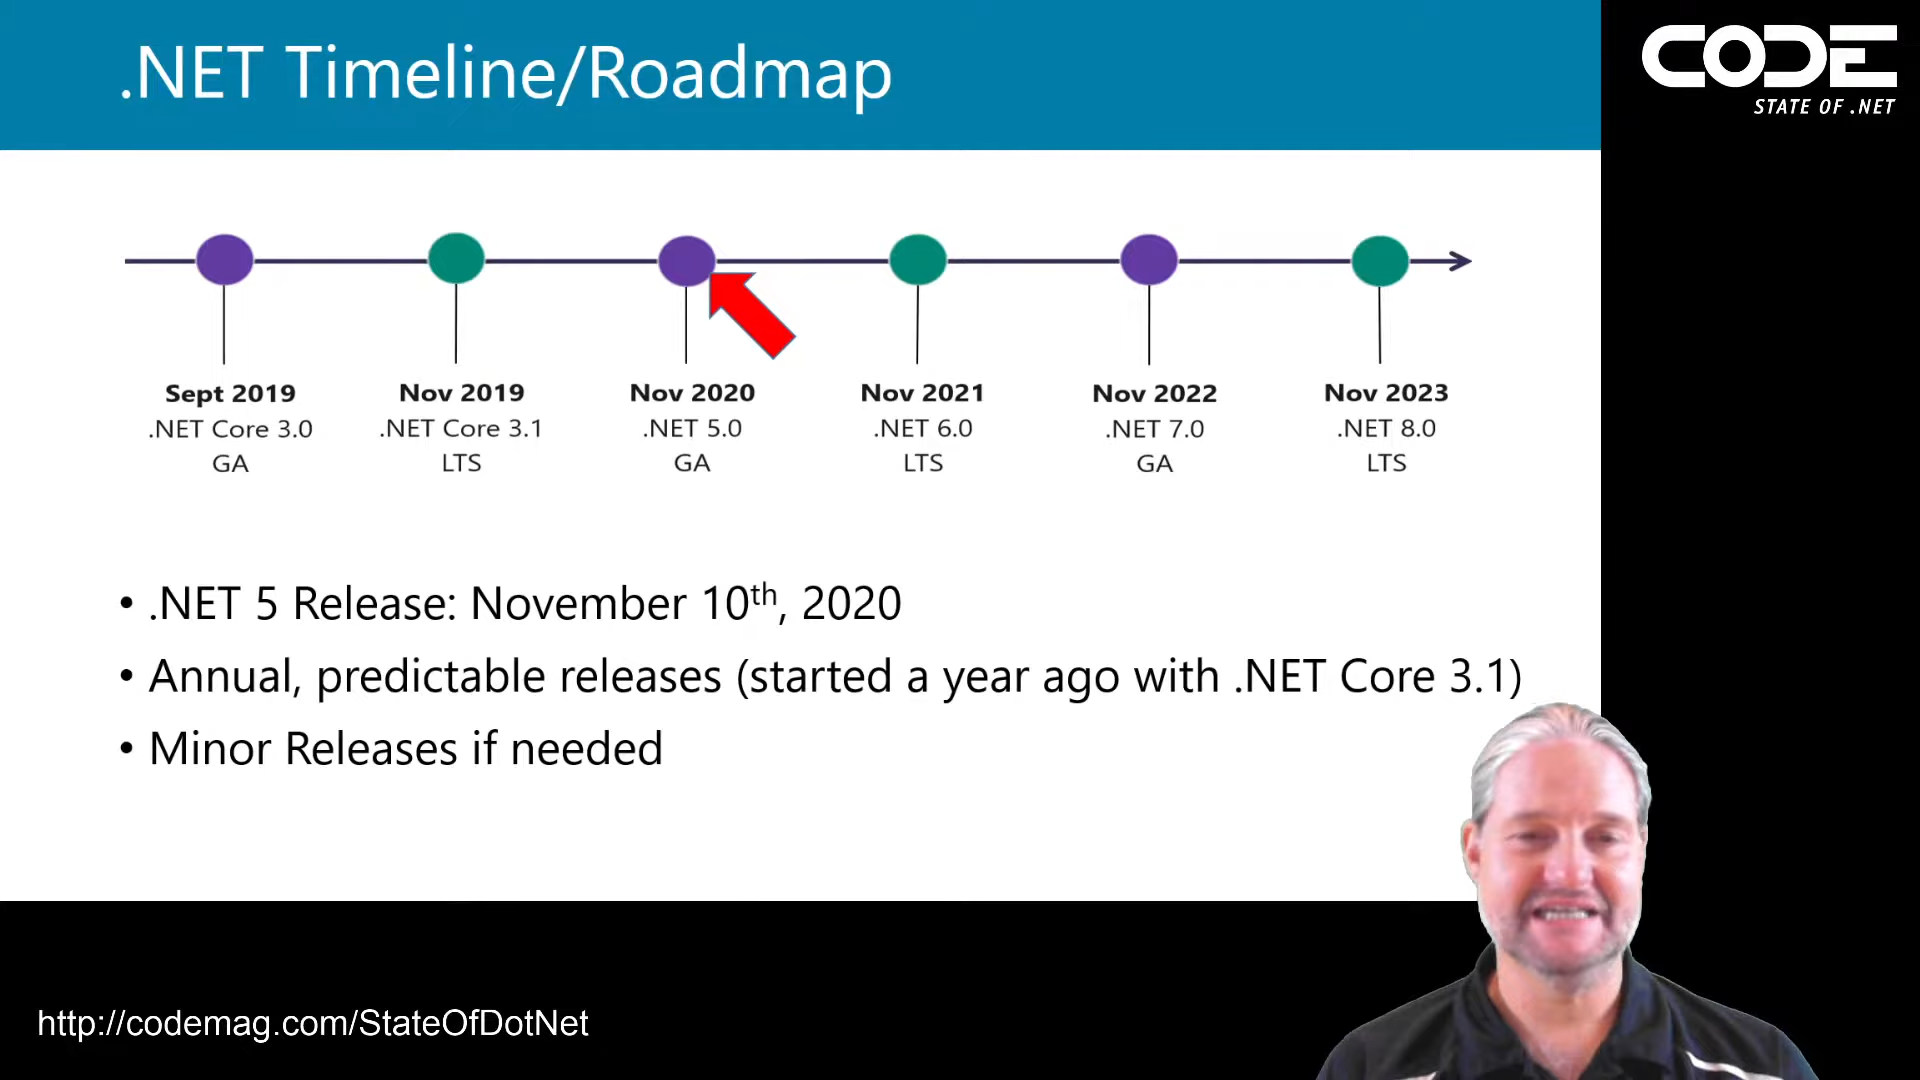 .NET Timeline/Roadmap
CODE
STATE OF .NET
Sept 2019
.NET Core 3.0
GA
Nov 2019
.NET Core 3.1
LTS
Nov 2020
.NET 5.0
GA
Nov 2021
.NET 6.0
LTS
Nov 2022
.NET 7.0
GA
Nov 2023
.NET 8.0
LTS
• .NET 5 Release: November 10th, 2020
• Annual, predictable releases (started a year ago with .NET Core 3.1)
• Minor Releases if needed
http://codemag.com/StateOfDotNet